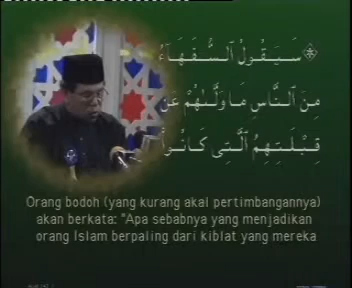 سَيَقُولُ ٱلسُّفَهَآءُ
مِنَ ٱلنَّاسِ مَا وَلَّىٰهُمْ عَن
قِبْلَتِهِمُ ٱلَّتِى كَانُوا۟
Orang bodoh (yang kurang akal pertimbangannya)
akan berkata: "Apa sebabnya yang menjadikan
orang Islam berpaling dari kiblat yang mereka